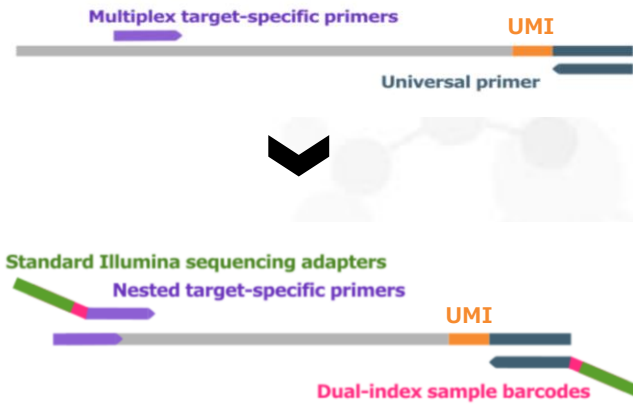 Multiplex target-specific primers
UMI
Universal primer
Standard Illumina sequencing adapters
Nested target-specific primers
UMI
Dual-index sample barcodes